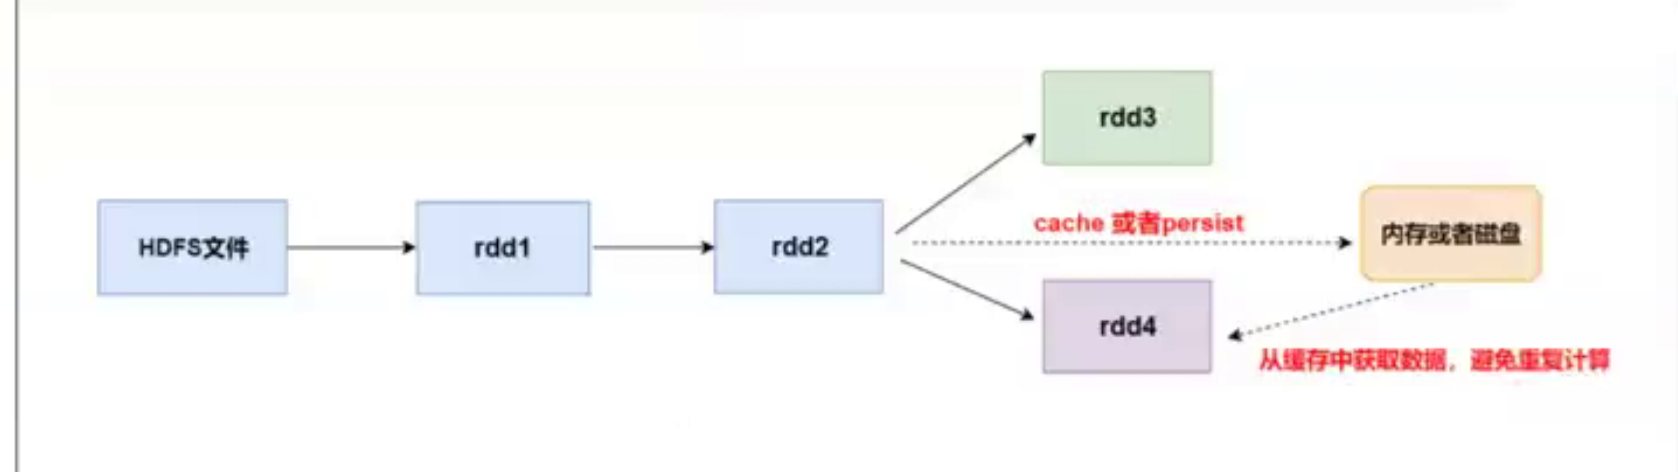 rdd3
cache 或者persist
内存或者磁盘
HDFS文件
rdd1
rdd2
rdd4
从缓存中获取数据，避免重复计算